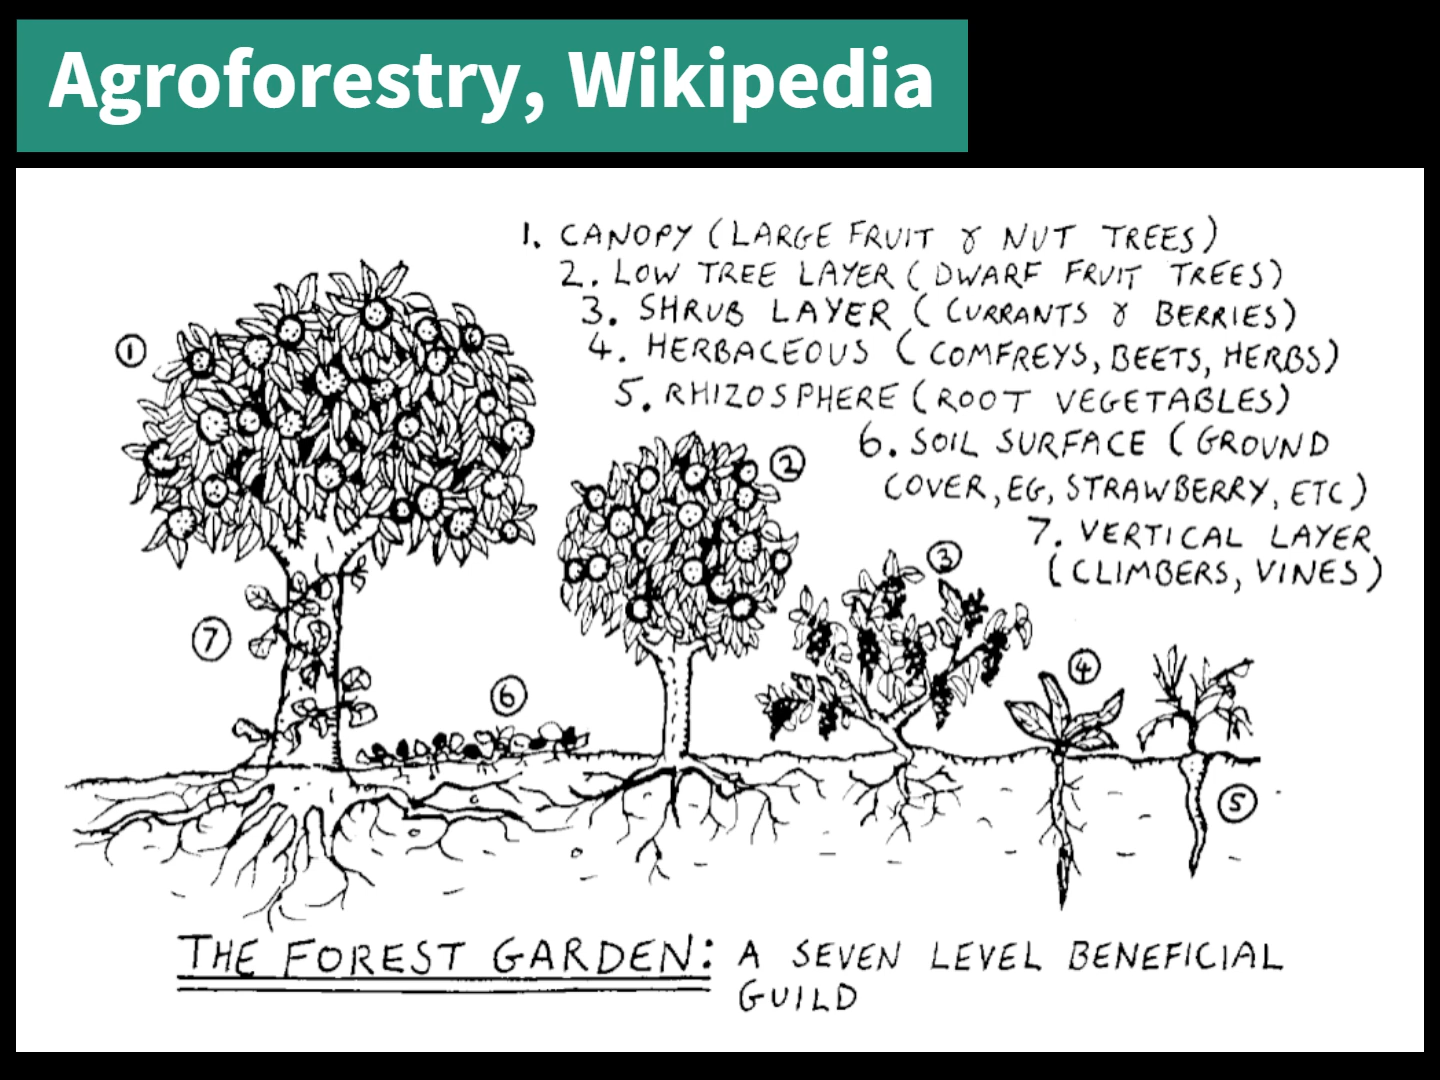 Agroforestry, Wikipedia
1. CANOPY (LARGE FRUIT & NUT TREES)
2. LOW TREE LAYER (DWARF FRUIT TREES)
3. SHRUB LAYER (CURRANTS & BERRIES)
4. HERBACEOUS (COMFREYS, BEETS, HERBS)
5. RHIZOSPHERE (ROOT VEGETABLES)
6. SOIL SURFACE (GROUND
COVER, EG, STRAWBERRY, ETC)
7. VERTICAL LAYER
(CLIMBERS, VINES)
1
2
3
7
4
6
5
THE FOREST GARDEN: A SEVEN LEVEL BENEFICIAL
GUILD